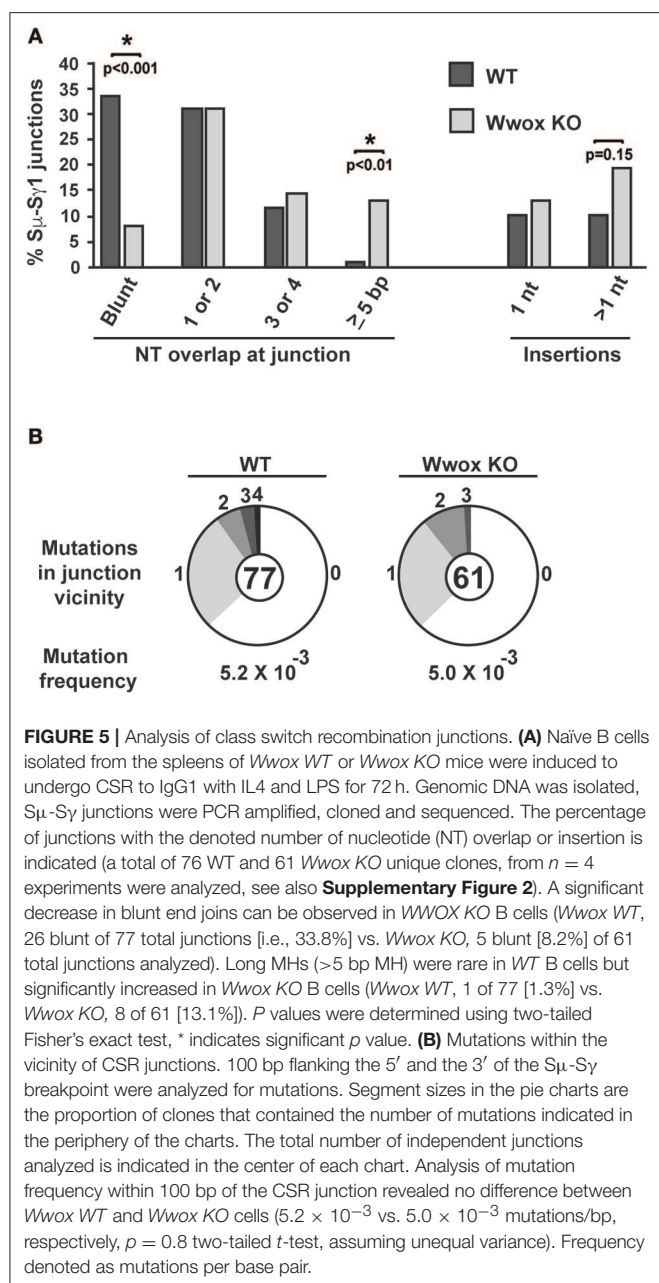 A
*
p<0.001
% Sµ-Sγ1 junctions
40
35
30
25
20
15
10
5
0
WT
Wwox KO
*
p<0.01
p=0.15
Blunt
1 or 2
3 or 4
≥5 bp
1 nt
>1 nt
NT overlap at junction
Insertions
B
WT
Wwox KO
Mutations
in junction
vicinity
1
2
3
4
0
77
1
2
3
0
61
Mutation
frequency
5.2 X 10⁻³
5.0 X 10⁻³
FIGURE 5 | Analysis of class switch recombination junctions. (A) Naïve B cells
isolated from the spleens of Wwox WT or Wwox KO mice were induced to
undergo CSR to IgG1 with IL4 and LPS for 72 h. Genomic DNA was isolated,
Sµ-Sγ junctions were PCR amplified, cloned and sequenced. The percentage
of junctions with the denoted number of nucleotide (NT) overlap or insertion is
indicated (a total of 76 WT and 61 Wwox KO unique clones, from n = 4
experiments were analyzed, see also Supplementary Figure 2). A significant
decrease in blunt end joins can be observed in WWOX KO B cells (Wwox WT,
26 blunt of 77 total junctions [i.e., 33.8%] vs. Wwox KO, 5 blunt [8.2%] of 61
total junctions analyzed). Long MHs (>5 bp MH) were rare in WT B cells but
significantly increased in Wwox KO B cells (Wwox WT, 1 of 77 [1.3%] vs.
Wwox KO, 8 of 61 [13.1%]). P values were determined using two-tailed
Fisher's exact test, * indicates significant p value. (B) Mutations within the
vicinity of CSR junctions. 100 bp flanking the 5′ and the 3′ of the Sµ-Sγ
breakpoint were analyzed for mutations. Segment sizes in the pie charts are
the proportion of clones that contained the number of mutations indicated in
the periphery of the charts. The total number of independent junctions
analyzed is indicated in the center of each chart. Analysis of mutation
frequency within 100 bp of the CSR junction revealed no difference between
Wwox WT and Wwox KO cells (5.2 × 10⁻³ vs. 5.0 × 10⁻³ mutations/bp,
respectively, p = 0.8 two-tailed t-test, assuming unequal variance). Frequency
denoted as mutations per base pair.